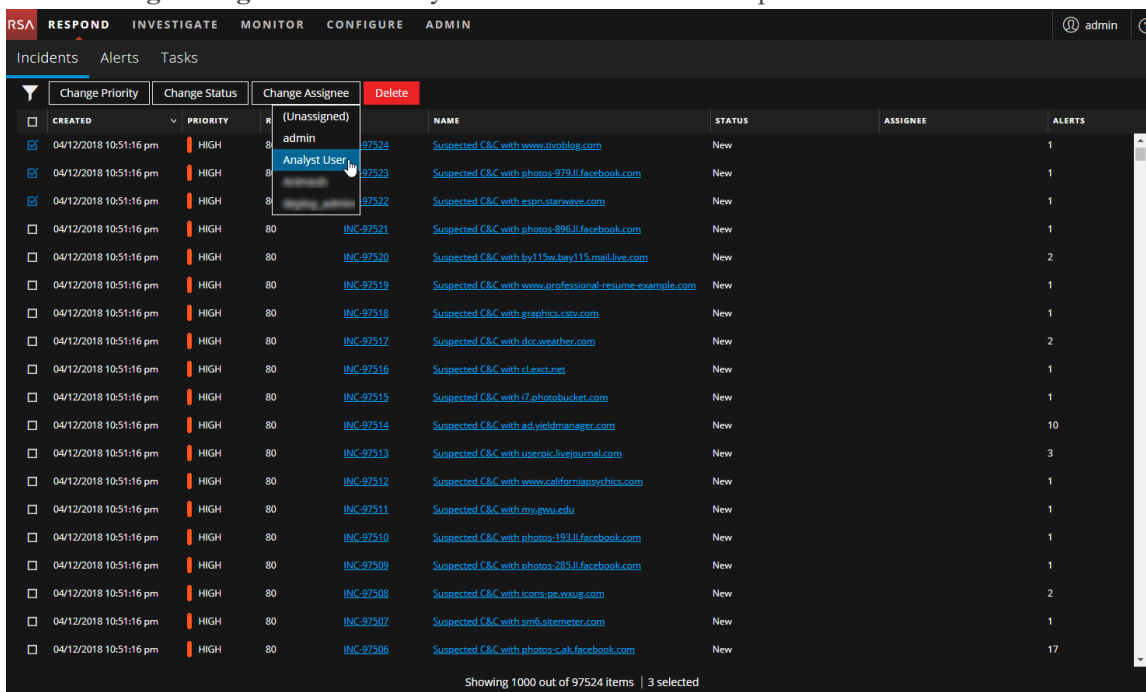 RSA RESPOND INVESTIGATE MONITOR CONFIGURE ADMIN admin
Incidents Alerts Tasks
Change Priority Change Status Change Assignee Delete
(Unassigned)
admin
Analyst User
CREATED PRIORITY R NAME STATUS ASSIGNEE ALERTS
04/12/2018 10:51:16 pm HIGH 8 -97524 Suspected C&C with www.tivoblog.com New 1
04/12/2018 10:51:16 pm HIGH 8 -97523 Suspected C&C with photos-979.ll.facebook.com New 1
04/12/2018 10:51:16 pm HIGH 8 -97522 Suspected C&C with espn.starwave.com New 1
04/12/2018 10:51:16 pm HIGH 80 INC-97521 Suspected C&C with photos-896.ll.facebook.com New 1
04/12/2018 10:51:16 pm HIGH 80 INC-97520 Suspected C&C with by115w.bay115.mail.live.com New 2
04/12/2018 10:51:16 pm HIGH 80 INC-97519 Suspected C&C with www.professional-resume-example.com New 1
04/12/2018 10:51:16 pm HIGH 80 INC-97518 Suspected C&C with graphics.cstv.com New 1
04/12/2018 10:51:16 pm HIGH 80 INC-97517 Suspected C&C with dcc.weather.com New 2
04/12/2018 10:51:16 pm HIGH 80 INC-97516 Suspected C&C with cl.exct.net New 1
04/12/2018 10:51:16 pm HIGH 80 INC-97515 Suspected C&C with i7.photobucket.com New 1
04/12/2018 10:51:16 pm HIGH 80 INC-97514 Suspected C&C with ad.yieldmanager.com New 10
04/12/2018 10:51:16 pm HIGH 80 INC-97513 Suspected C&C with userpic.livejournal.com New 3
04/12/2018 10:51:16 pm HIGH 80 INC-97512 Suspected C&C with www.californiapsychics.com New 1
04/12/2018 10:51:16 pm HIGH 80 INC-97511 Suspected C&C with my.gwu.edu New 1
04/12/2018 10:51:16 pm HIGH 80 INC-97510 Suspected C&C with photos-193.ll.facebook.com New 1
04/12/2018 10:51:16 pm HIGH 80 INC-97509 Suspected C&C with photos-285.ll.facebook.com New 1
04/12/2018 10:51:16 pm HIGH 80 INC-97508 Suspected C&C with icons-pe.wxug.com New 2
04/12/2018 10:51:16 pm HIGH 80 INC-97507 Suspected C&C with sm6.sitemeter.com New 1
04/12/2018 10:51:16 pm HIGH 80 INC-97506 Suspected C&C with photos-c.ak.facebook.com New 17
Showing 1000 out of 97524 items | 3 selected